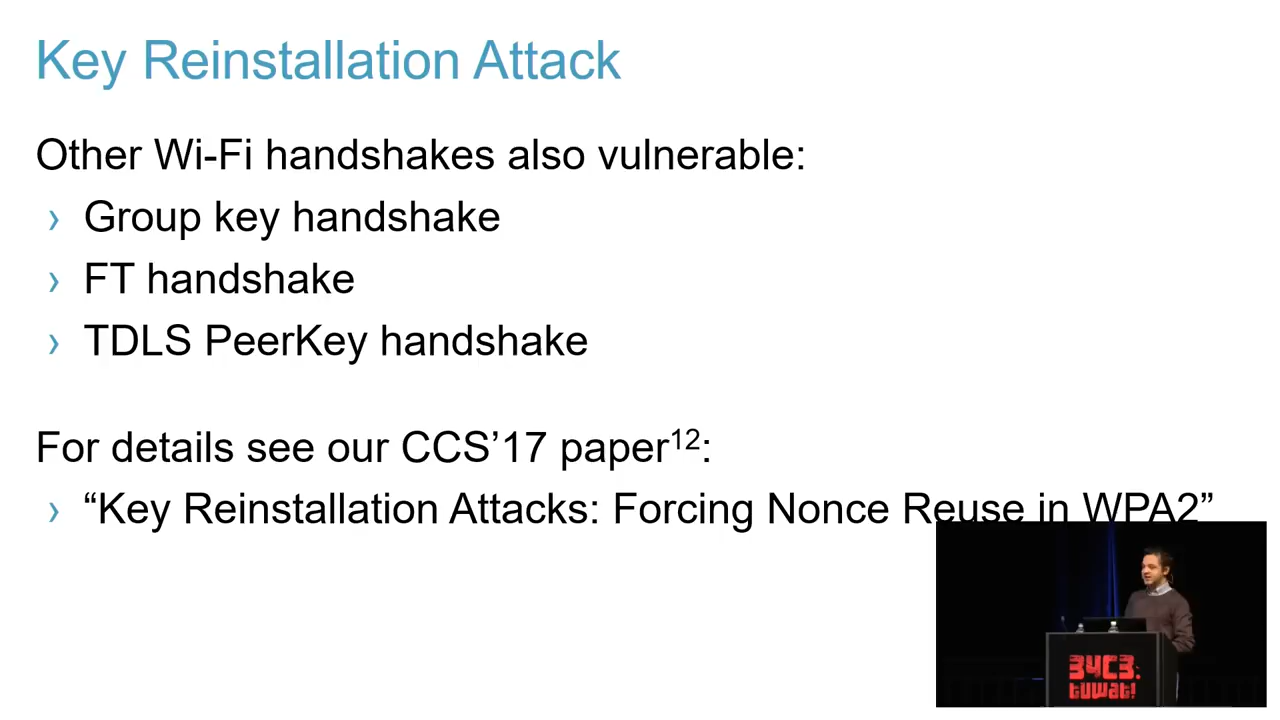 Key Reinstallation Attack
Other Wi-Fi handshakes also vulnerable:
› Group key handshake
› FT handshake
› TDLS PeerKey handshake
For details see our CCS’17 paper12:
› “Key Reinstallation Attacks: Forcing Nonce Reuse in WPA2”
34C3:
tuwat!